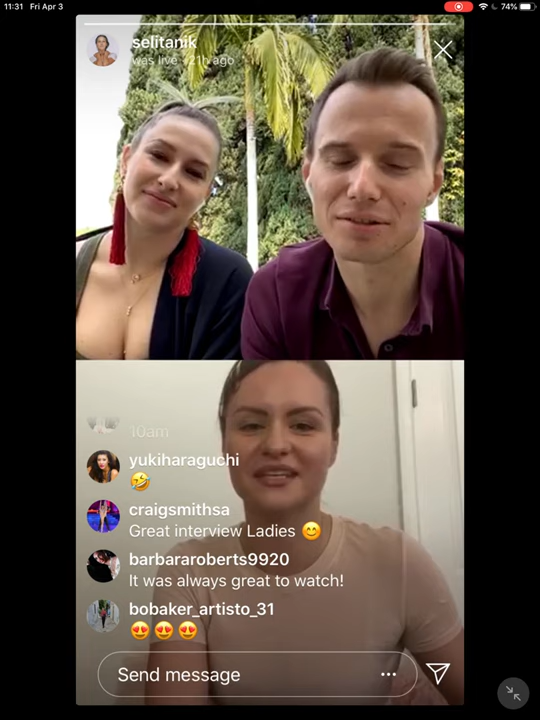 11:31 Fri Apr 3 74%
selitanik
was live · 21h ago
10am
yukiharaguchi
🤣
craigsmithsa
Great interview Ladies 😊
barbararoberts9920
It was always great to watch!
bobaker_artisto_31
😍😍😍
Send message